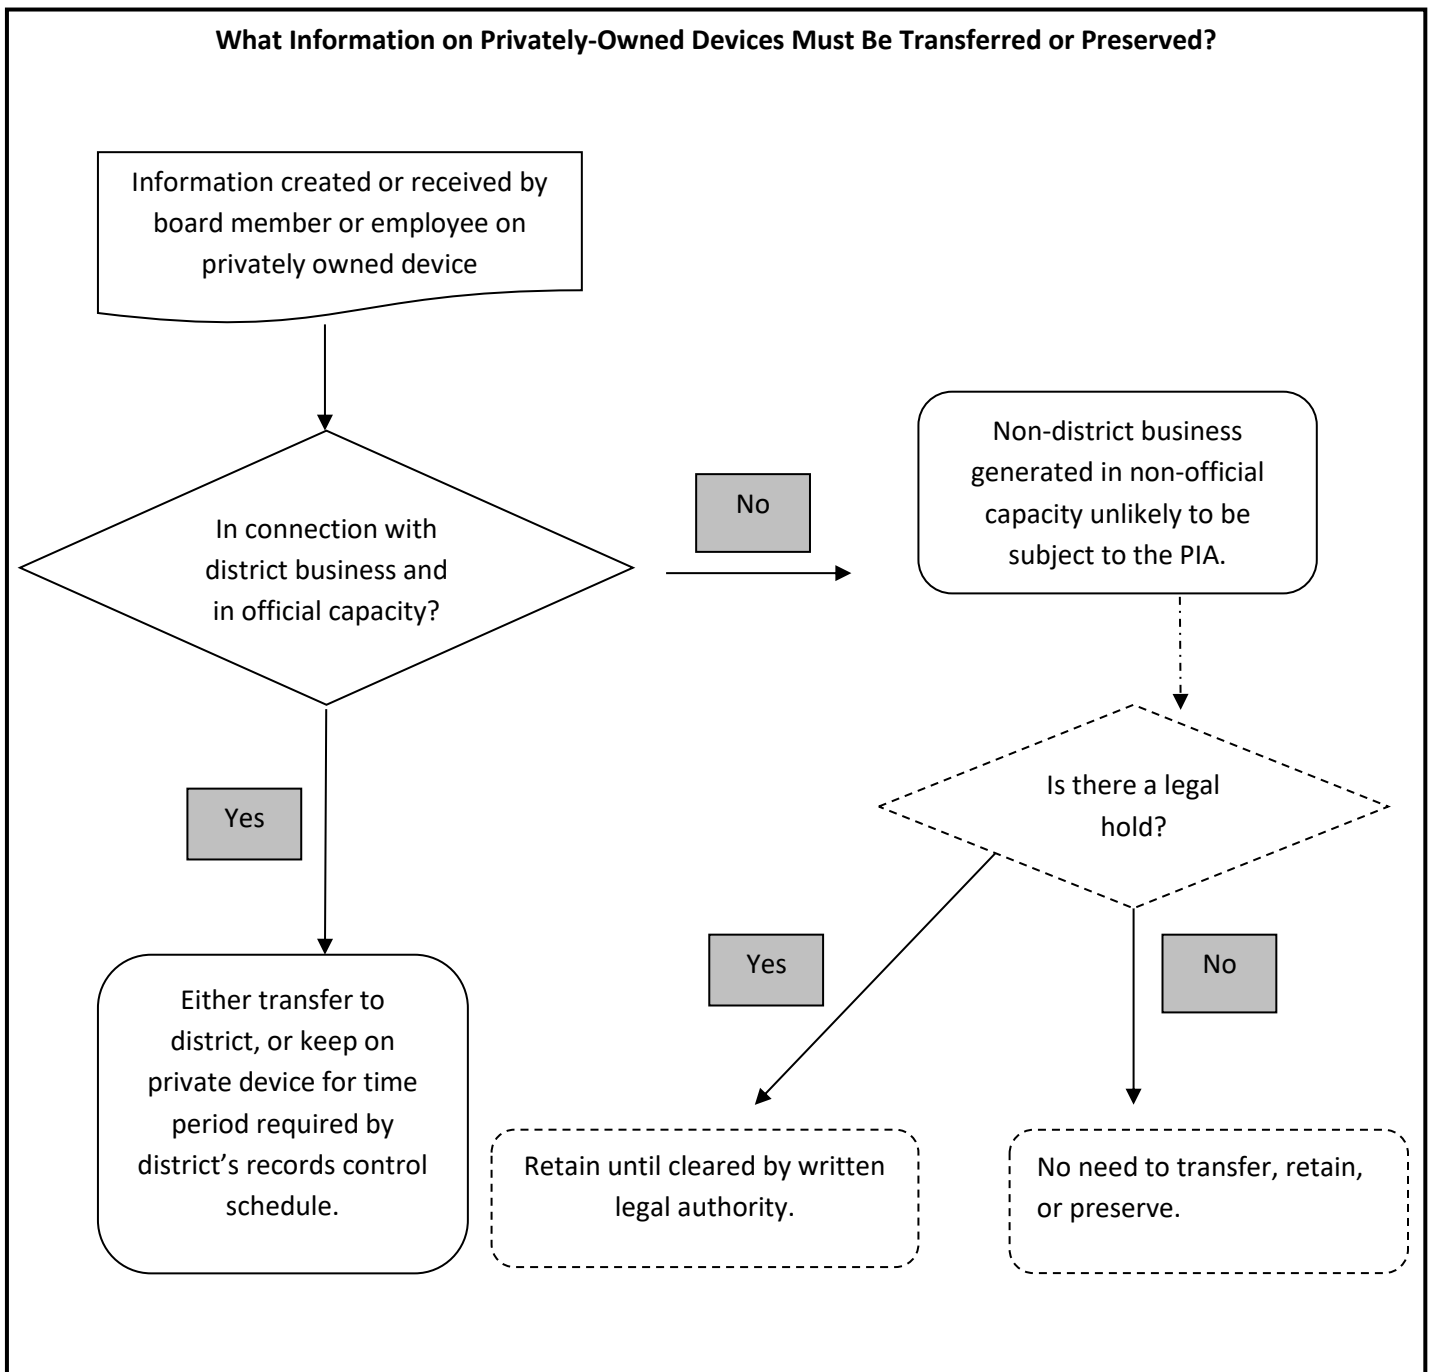 What Information on Privately-Owned Devices Must Be Transferred or Preserved?
Information created or received by
board member or employee on
privately owned device
In connection with
district business and
in official capacity?
No
Non-district business
generated in non-official
capacity unlikely to be
subject to the PIA.
Yes
Is there a legal
hold?
Either transfer to
district, or keep on
private device for time
period required by
district’s records control
schedule.
Yes
No
Retain until cleared by written
legal authority.
No need to transfer, retain,
or preserve.